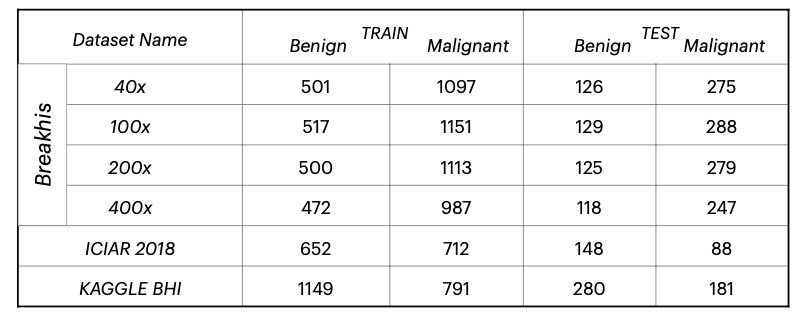 Dataset Name TRAIN TEST
Benign Malignant Benign Malignant
Breakhis
40x 501 1097 126 275
100x 517 1151 129 288
200x 500 1113 125 279
400x 472 987 118 247
ICIAR 2018 652 712 148 88
KAGGLE BHI 1149 791 280 181